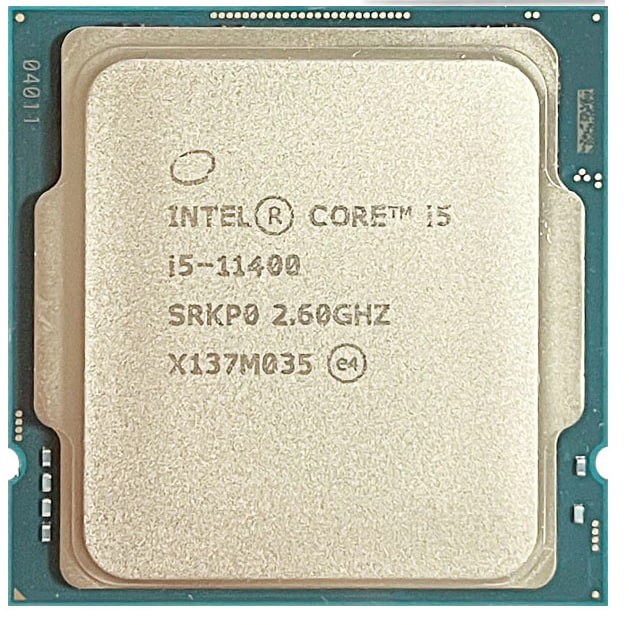 INTEL® CORE™ i5
i5-11400
SRKP0 2.60GHZ
X137M035 e4
04011